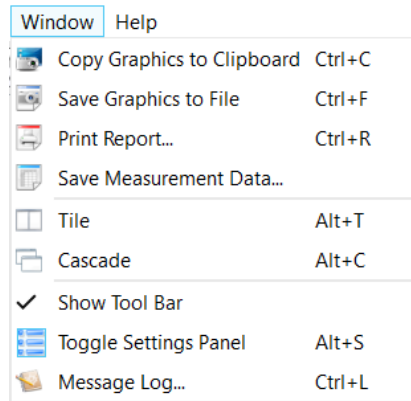 Window Help
Copy Graphics to Clipboard Ctrl+C
Save Graphics to File Ctrl+F
Print Report... Ctrl+R
Save Measurement Data...
Tile Alt+T
Cascade Alt+C
Show Tool Bar
Toggle Settings Panel Alt+S
Message Log... Ctrl+L